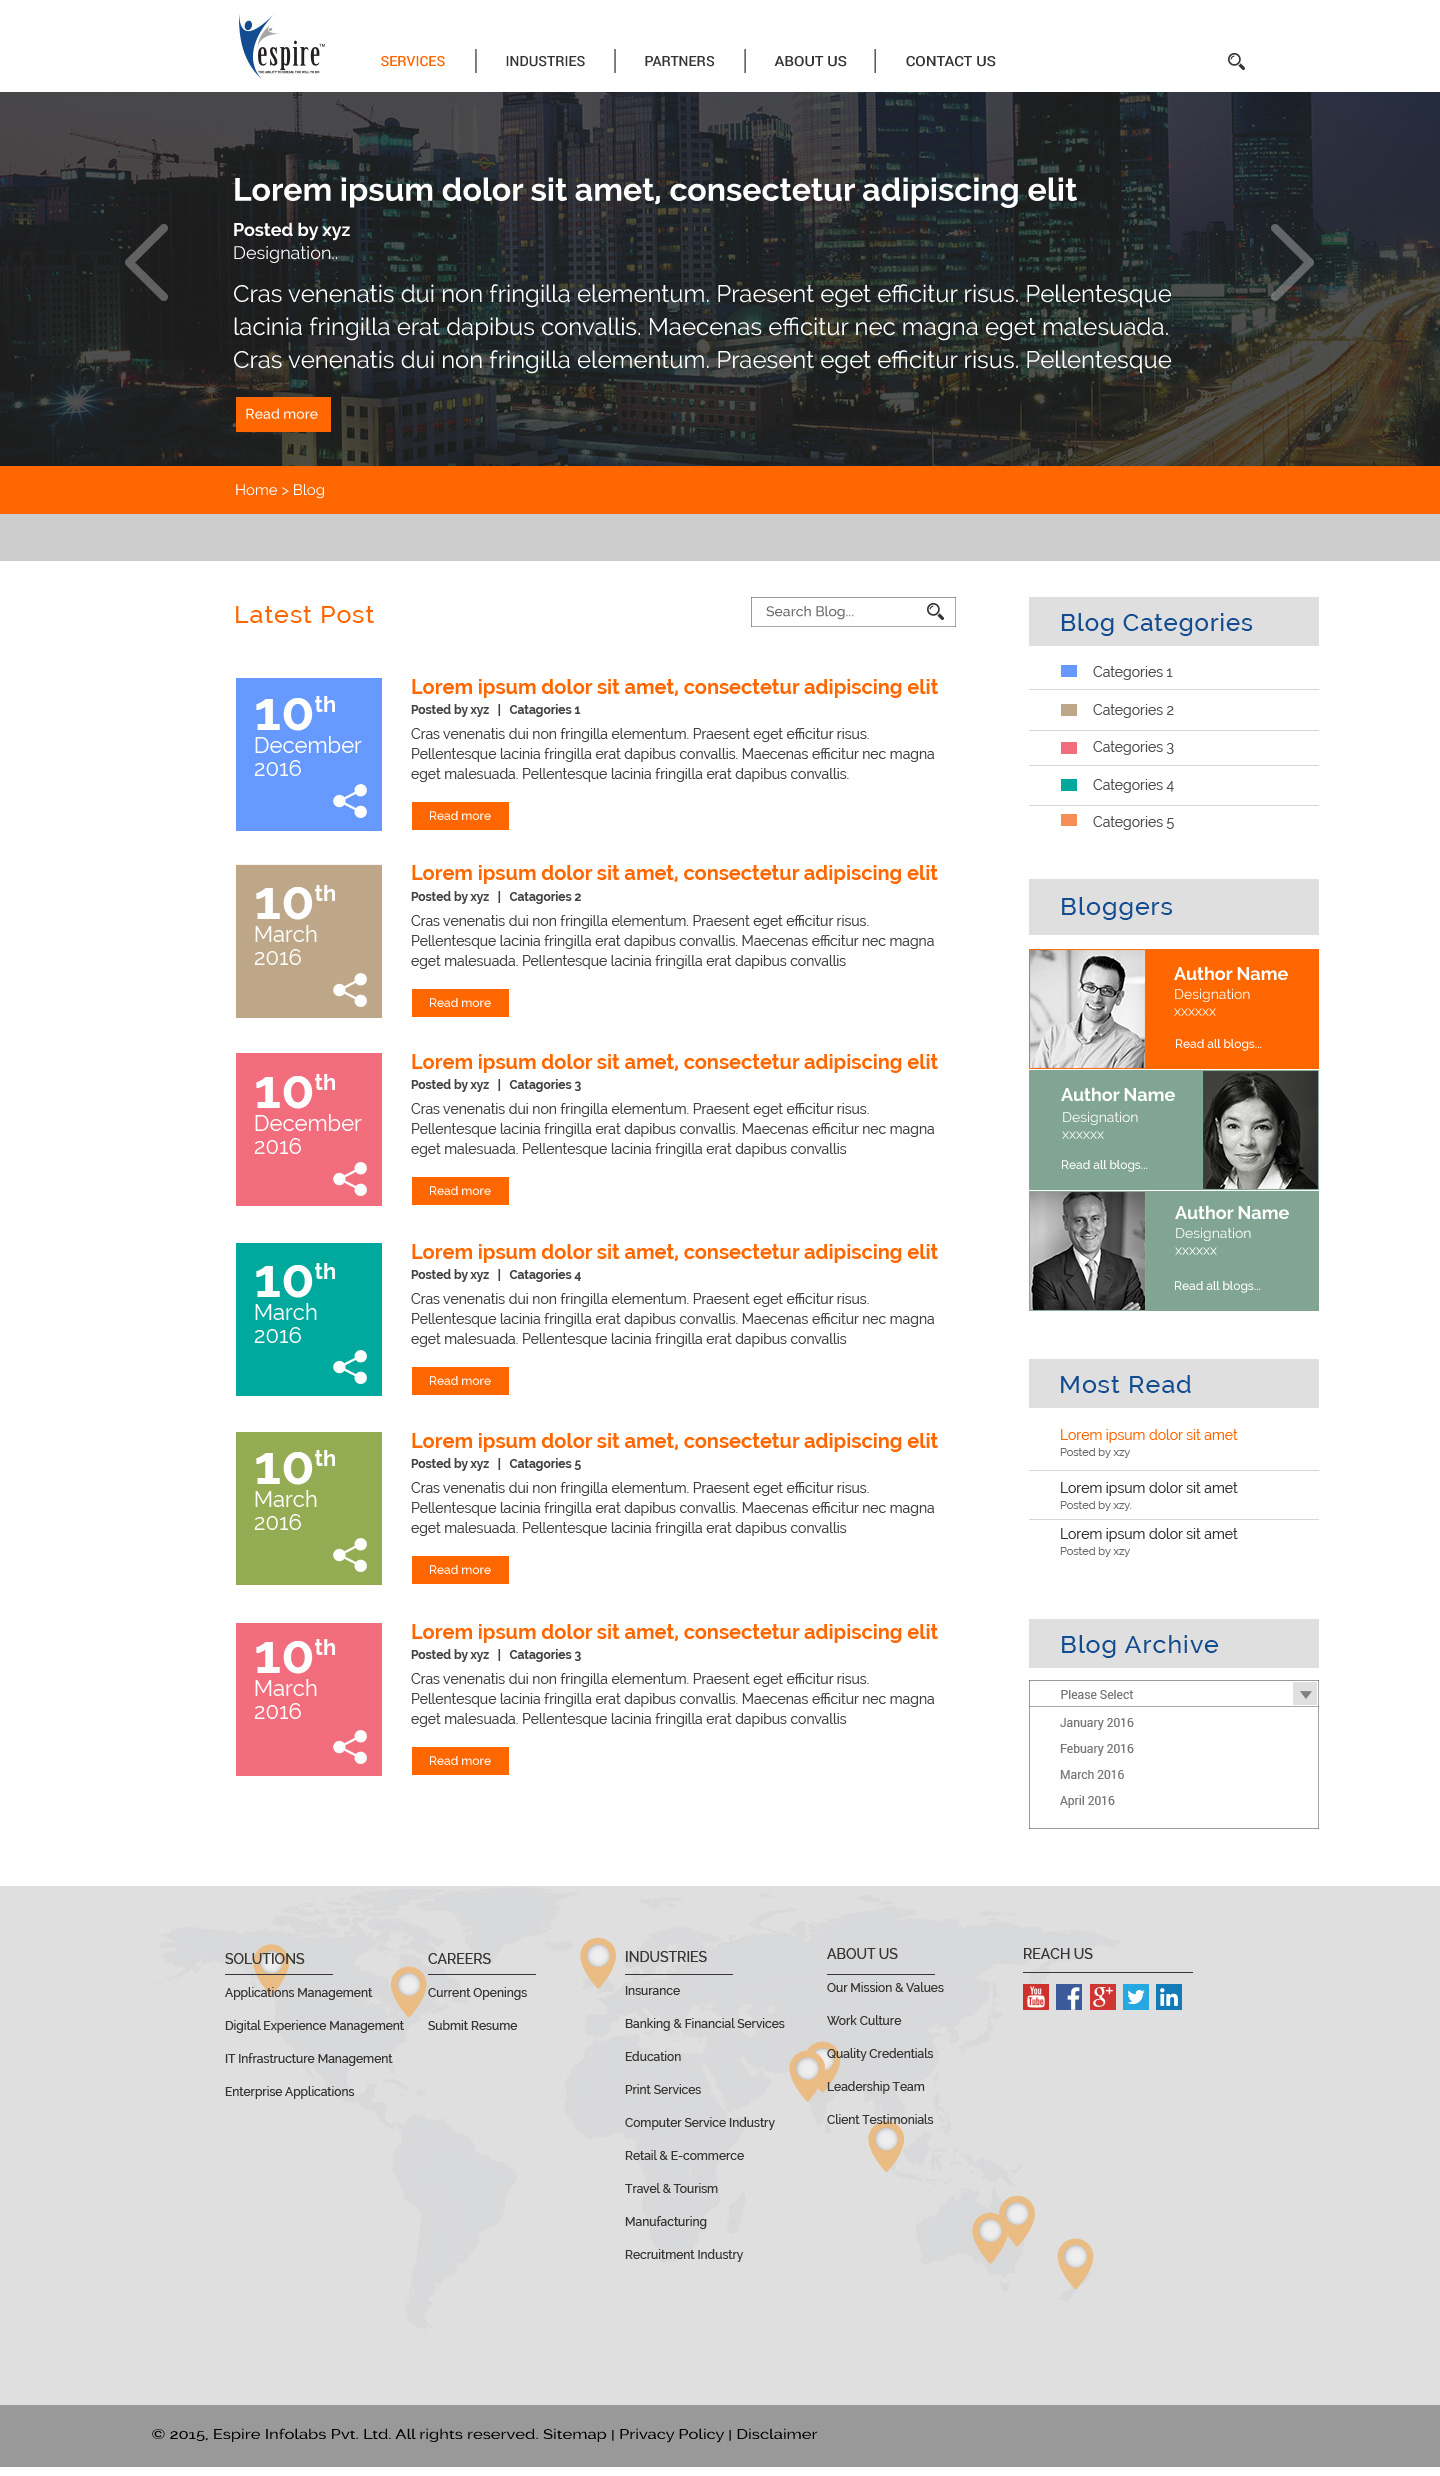 espire™
SERVICES
INDUSTRIES
PARTNERS
ABOUT US
CONTACT US
Lorem ipsum dolor sit amet, consectetur adipiscing elit
Posted by xyz
Designation..
Cras venenatis dui non fringilla elementum. Praesent eget efficitur risus. Pellentesque
lacinia fringilla erat dapibus convallis. Maecenas efficitur nec magna eget malesuada.
Cras venenatis dui non fringilla elementum. Praesent eget efficitur risus. Pellentesque
Read more
Home > Blog
Latest Post
Search Blog...
10th
December
2016
Lorem ipsum dolor sit amet, consectetur adipiscing elit
Posted by xyz | Catagories 1
Cras venenatis dui non fringilla elementum. Praesent eget efficitur risus.
Pellentesque lacinia fringilla erat dapibus convallis. Maecenas efficitur nec magna
eget malesuada. Pellentesque lacinia fringilla erat dapibus convallis.
Read more
10th
March
2016
Lorem ipsum dolor sit amet, consectetur adipiscing elit
Posted by xyz | Catagories 2
Cras venenatis dui non fringilla elementum. Praesent eget efficitur risus.
Pellentesque lacinia fringilla erat dapibus convallis. Maecenas efficitur nec magna
eget malesuada. Pellentesque lacinia fringilla erat dapibus convallis
Read more
10th
December
2016
Lorem ipsum dolor sit amet, consectetur adipiscing elit
Posted by xyz | Catagories 3
Cras venenatis dui non fringilla elementum. Praesent eget efficitur risus.
Pellentesque lacinia fringilla erat dapibus convallis. Maecenas efficitur nec magna
eget malesuada. Pellentesque lacinia fringilla erat dapibus convallis
Read more
10th
March
2016
Lorem ipsum dolor sit amet, consectetur adipiscing elit
Posted by xyz | Catagories 4
Cras venenatis dui non fringilla elementum. Praesent eget efficitur risus.
Pellentesque lacinia fringilla erat dapibus convallis. Maecenas efficitur nec magna
eget malesuada. Pellentesque lacinia fringilla erat dapibus convallis
Read more
10th
March
2016
Lorem ipsum dolor sit amet, consectetur adipiscing elit
Posted by xyz | Catagories 5
Cras venenatis dui non fringilla elementum. Praesent eget efficitur risus.
Pellentesque lacinia fringilla erat dapibus convallis. Maecenas efficitur nec magna
eget malesuada. Pellentesque lacinia fringilla erat dapibus convallis
Read more
10th
March
2016
Lorem ipsum dolor sit amet, consectetur adipiscing elit
Posted by xyz | Catagories 3
Cras venenatis dui non fringilla elementum. Praesent eget efficitur risus.
Pellentesque lacinia fringilla erat dapibus convallis. Maecenas efficitur nec magna
eget malesuada. Pellentesque lacinia fringilla erat dapibus convallis
Read more
Blog Categories
Categories 1
Categories 2
Categories 3
Categories 4
Categories 5
Bloggers
Author Name
Designation
xxxxxx
Read all blogs...
Author Name
Designation
xxxxxx
Read all blogs...
Author Name
Designation
xxxxxx
Read all blogs...
Most Read
Lorem ipsum dolor sit amet
Posted by xzy
Lorem ipsum dolor sit amet
Posted by xzy.
Lorem ipsum dolor sit amet
Posted by xzy
Blog Archive
Please Select
January 2016
Febuary 2016
March 2016
April 2016
SOLUTIONS
Applications Management
Digital Experience Management
IT Infrastructure Management
Enterprise Applications
CAREERS
Current Openings
Submit Resume
INDUSTRIES
Insurance
Banking & Financial Services
Education
Print Services
Computer Service Industry
Retail & E-commerce
Travel & Tourism
Manufacturing
Recruitment Industry
ABOUT US
Our Mission & Values
Work Culture
Quality Credentials
Leadership Team
Client Testimonials
REACH US
You Tube f g+ in
© 2015, Espire Infolabs Pvt. Ltd. All rights reserved. Sitemap | Privacy Policy | Disclaimer